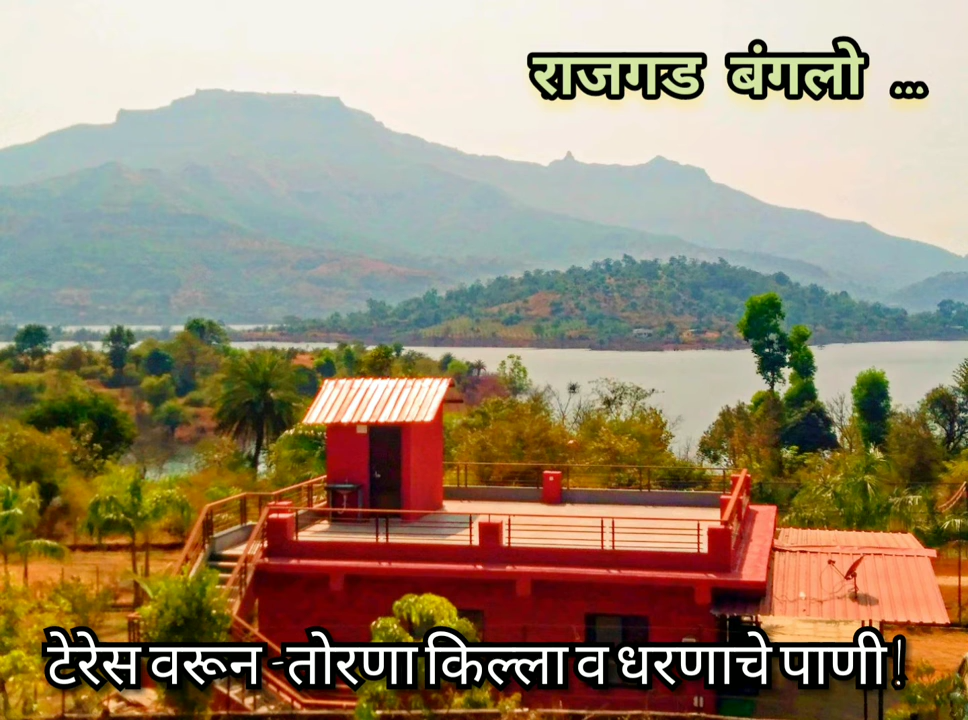 राजगड बंगलो ...
टेरेस वरून - तोरणा किल्ला व धरणाचे पाणी!